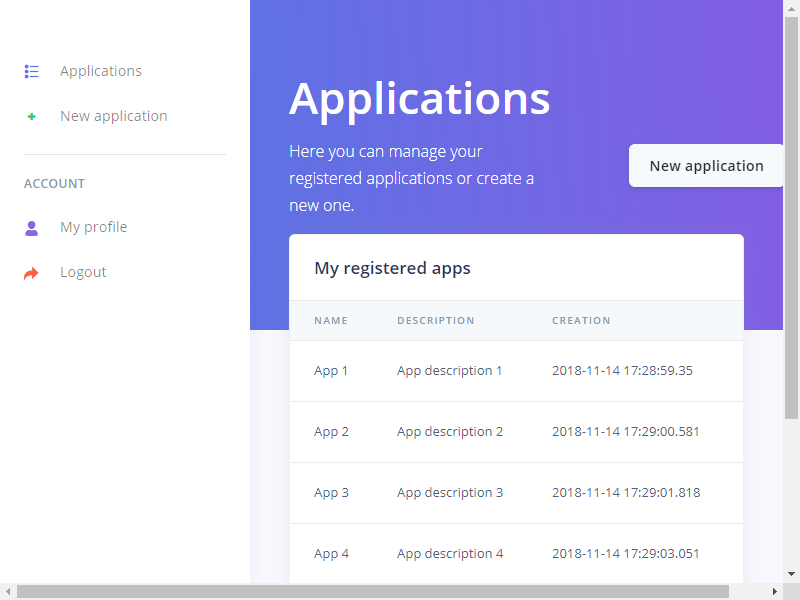 Applications
New application
ACCOUNT
My profile
Logout
Applications
Here you can manage your
registered applications or create a
new one.
New application
My registered apps
NAME DESCRIPTION CREATION
App 1 App description 1 2018-11-14 17:28:59.35
App 2 App description 2 2018-11-14 17:29:00.581
App 3 App description 3 2018-11-14 17:29:01.818
App 4 App description 4 2018-11-14 17:29:03.051